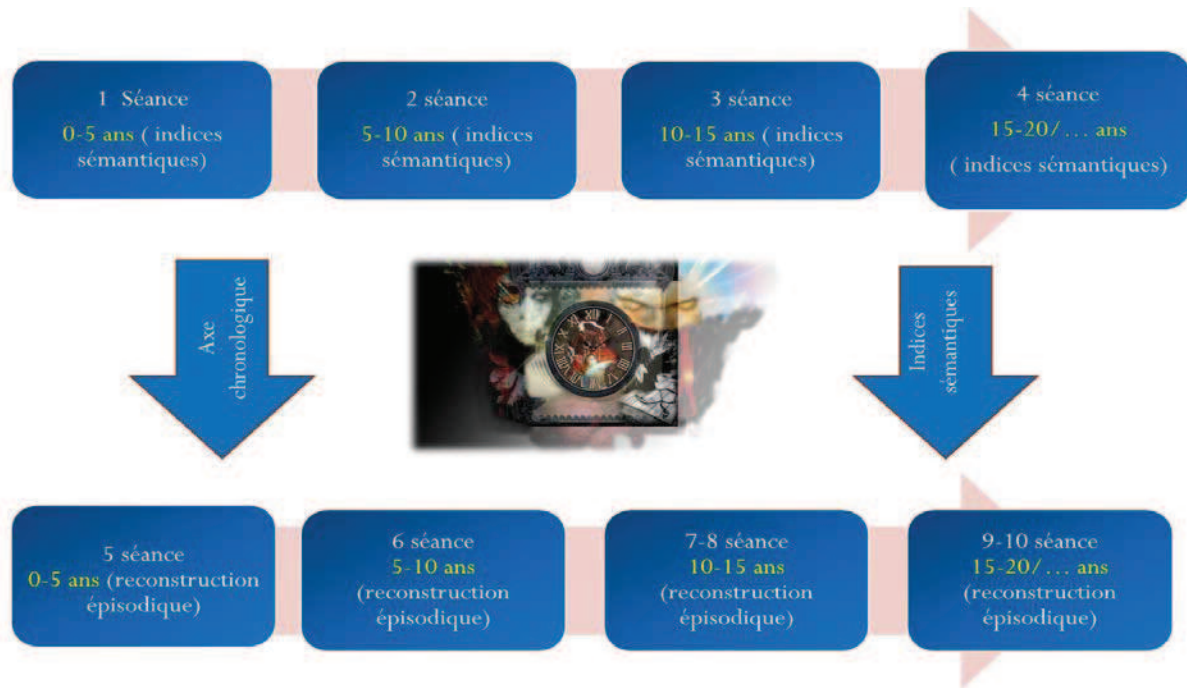 1 Séance
0-5 ans ( indices
sémantiques)
2 séance
5-10 ans ( indices
sémantiques)
3 séance
10-15 ans ( indices
sémantiques)
4 séance
15-20/… ans
( indices sémantiques)
Axe
chronologique
Indices
sémantiques
5 séance
0-5 ans (reconstruction
épisodique)
6 séance
5-10 ans
(reconstruction
épisodique)
7-8 séance
10-15 ans
(reconstruction
épisodique)
9-10 séance
15-20/… ans
(reconstruction
épisodique)